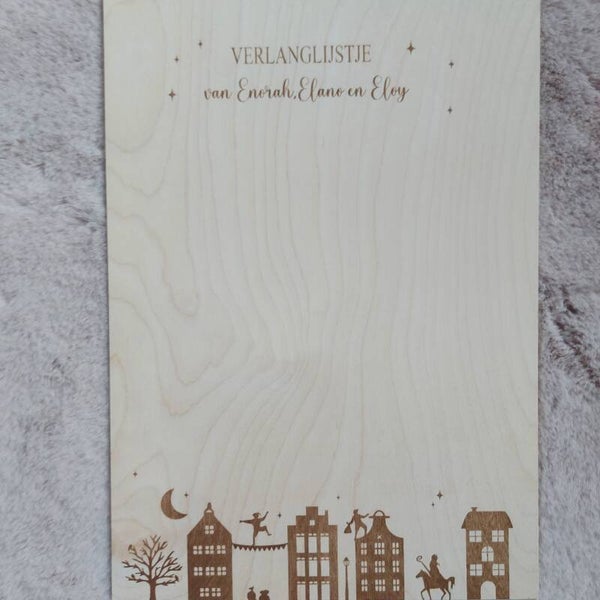 VERLANGLIJSTJE
van Enorah, Elano en Eloy